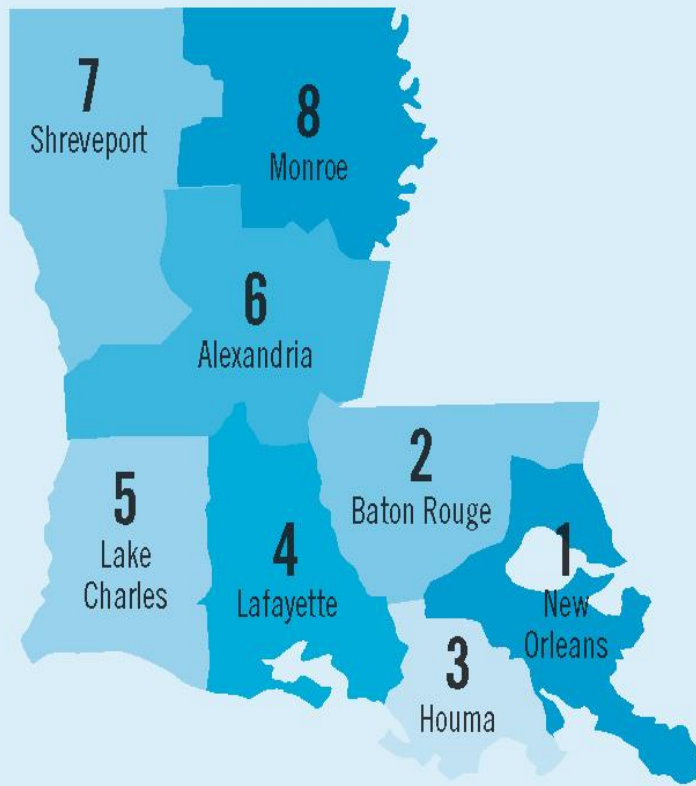 7
Shreveport
8
Monroe
6
Alexandria
2
Baton Rouge
5
Lake
Charles
4
Lafayette
1
New
Orleans
3
Houma